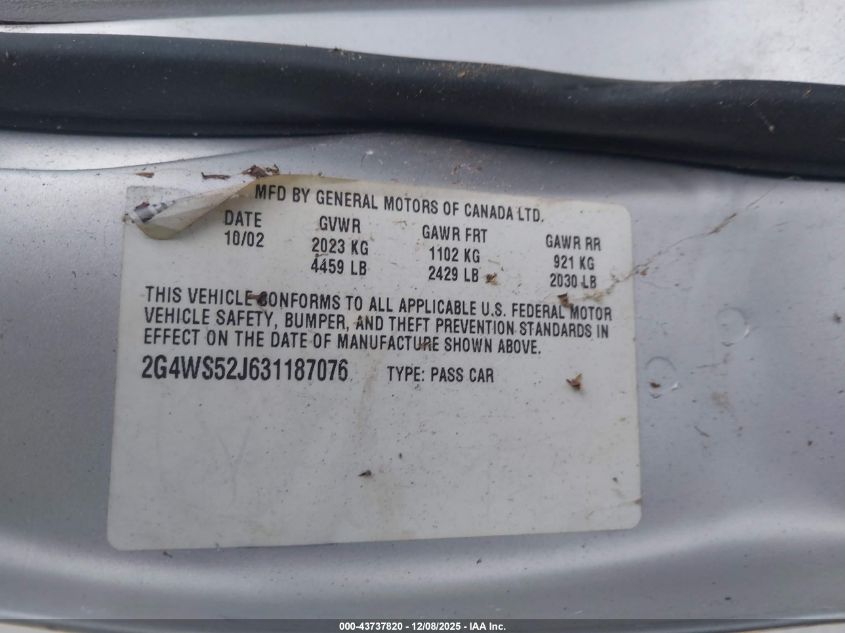 MFD BY GENERAL MOTORS OF CANADA LTD.
DATE GVWR GAWR FRT GAWR RR
10/02 2023 KG 1102 KG 921 KG
4459 LB 2429 LB 2030 LB
THIS VEHICLE CONFORMS TO ALL APPLICABLE U.S. FEDERAL MOTOR
VEHICLE SAFETY, BUMPER, AND THEFT PREVENTION STANDARDS IN
EFFECT ON THE DATE OF MANUFACTURE SHOWN ABOVE.
2G4WS52J631187076 TYPE: PASS CAR
000-43737820 - 12/08/2025 - IAA Inc.